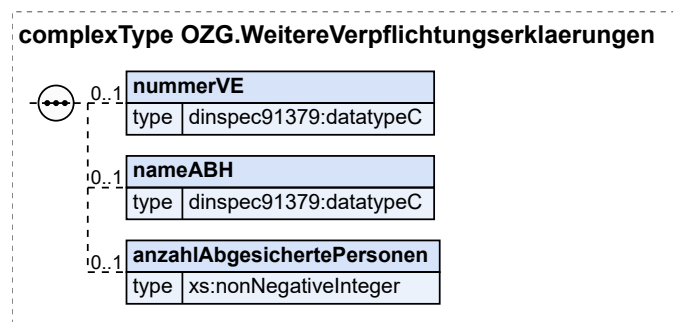 complexType OZG.WeitereVerpflichtungserklaerungen
0..1 nummerVE
type dinspec91379:datatypeC
0..1 nameABH
type dinspec91379:datatypeC
0..1 anzahlAbgesichertePersonen
type xs:nonNegativeInteger